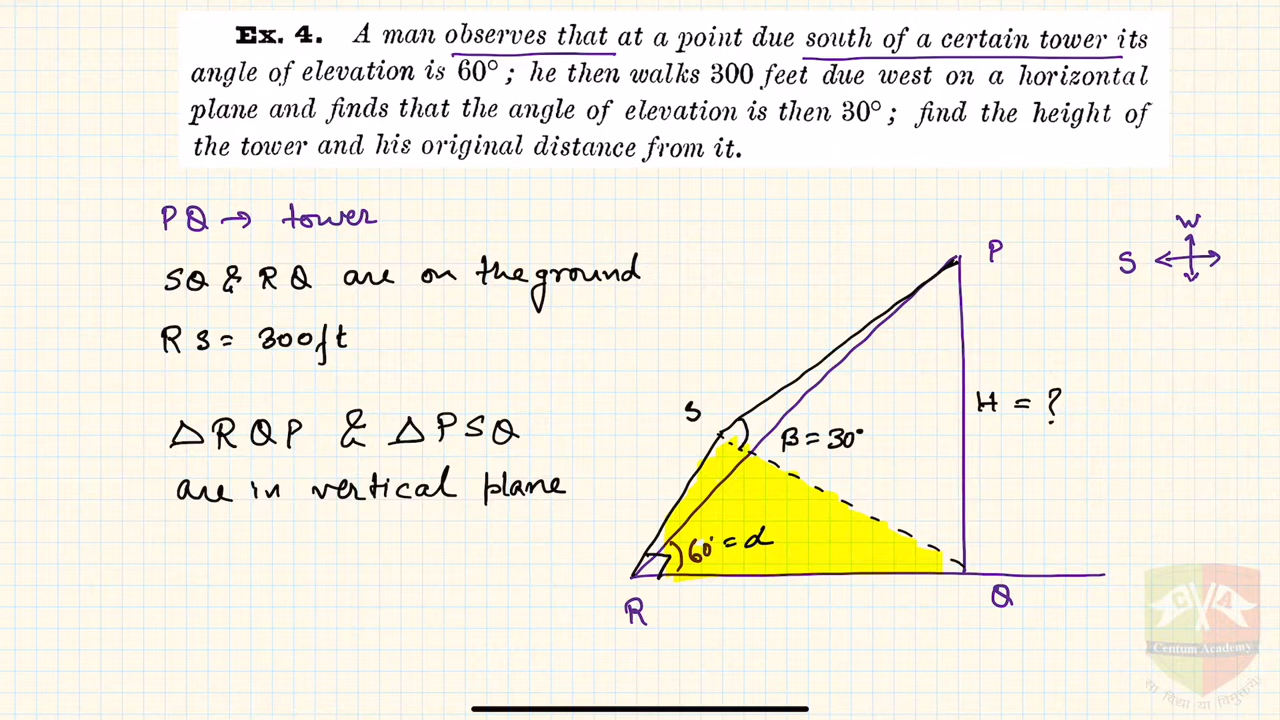 Ex. 4. A man observes that at a point due south of a certain tower its
angle of elevation is 60°; he then walks 300 feet due west on a horizontal
plane and finds that the angle of elevation is then 30°; find the height of
the tower and his original distance from it.
PQ → tower
SQ & RQ are on the ground
RS = 300ft
△RQP & △PSQ
are in vertical plane
W
S
P
H = ?
S
β = 30°
60° = α
R
Q
C A
Centum Academy
सा विद्या या विमुक्तये